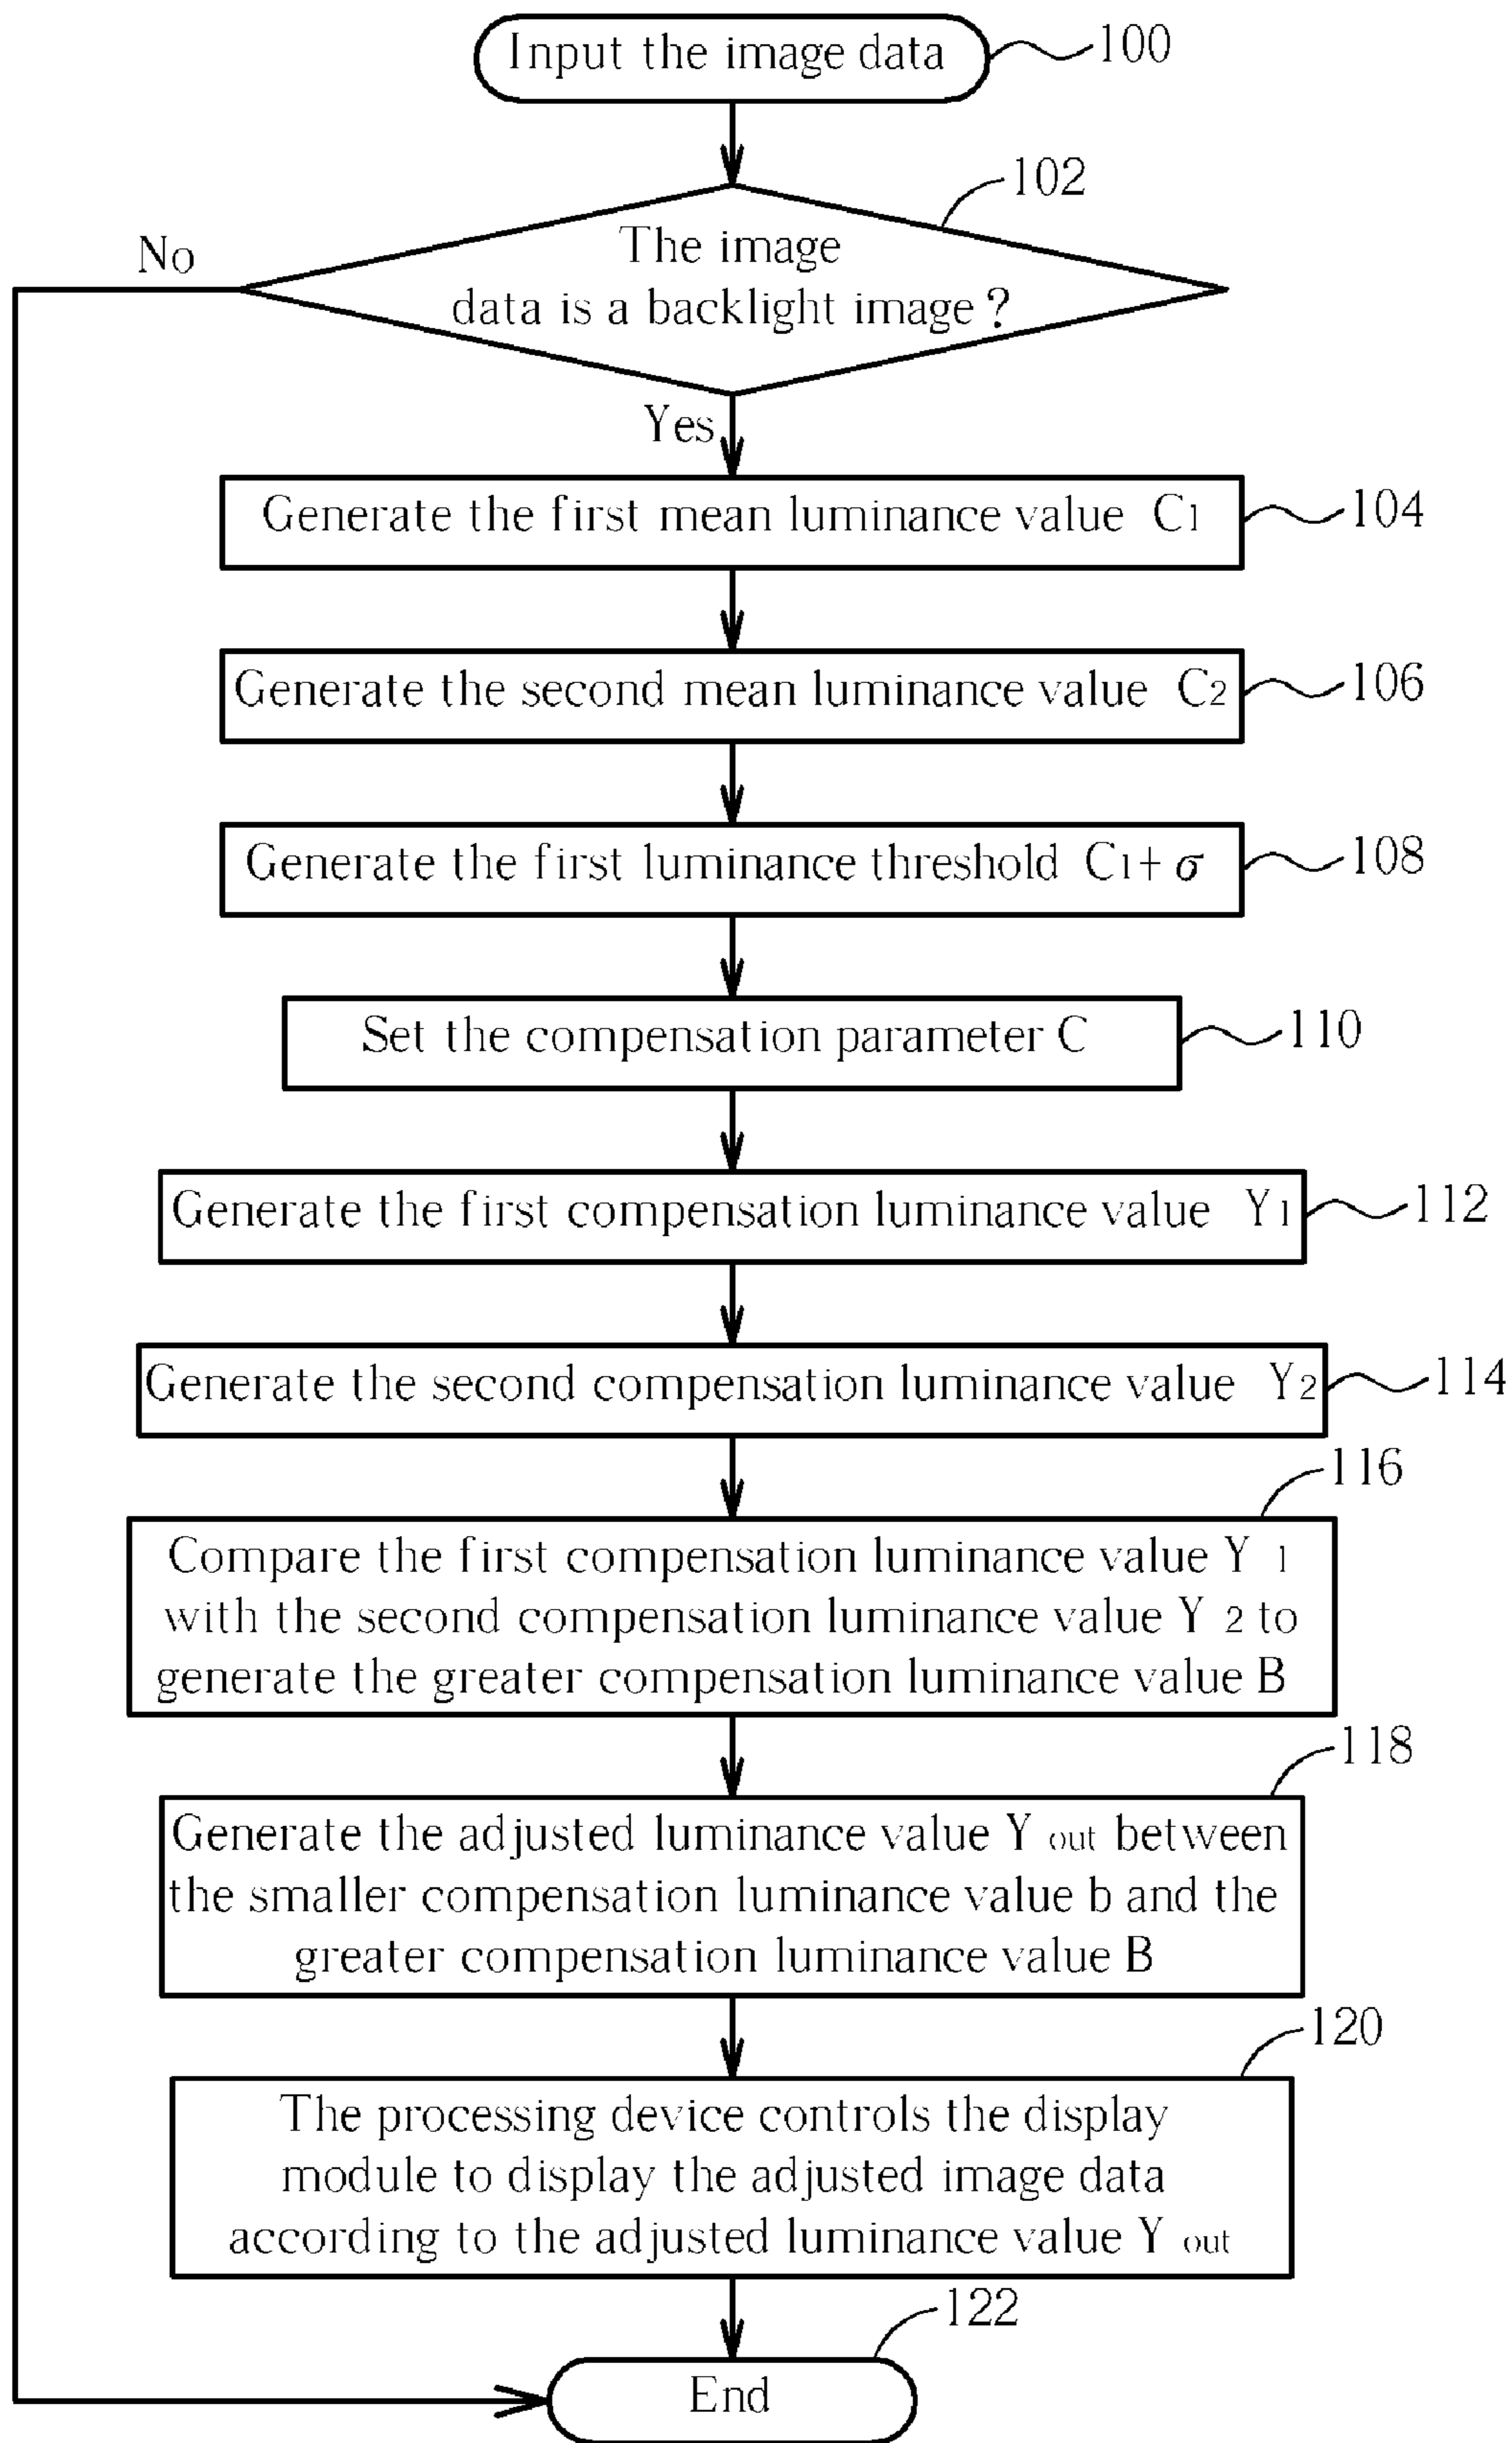 Input the image data
100
102
The image
data is a backlight image?
No
Yes
Generate the first mean luminance value C1
104
Generate the second mean luminance value C2
106
Generate the first luminance threshold C1+σ
108
Set the compensation parameter C
110
Generate the first compensation luminance value Y1
112
Generate the second compensation luminance value Y2
114
116
Compare the first compensation luminance value Y 1
with the second compensation luminance value Y 2 to
generate the greater compensation luminance value B
118
Generate the adjusted luminance value Y out between
the smaller compensation luminance value b and the
greater compensation luminance value B
120
The processing device controls the display
module to display the adjusted image data
according to the adjusted luminance value Y out
122
End